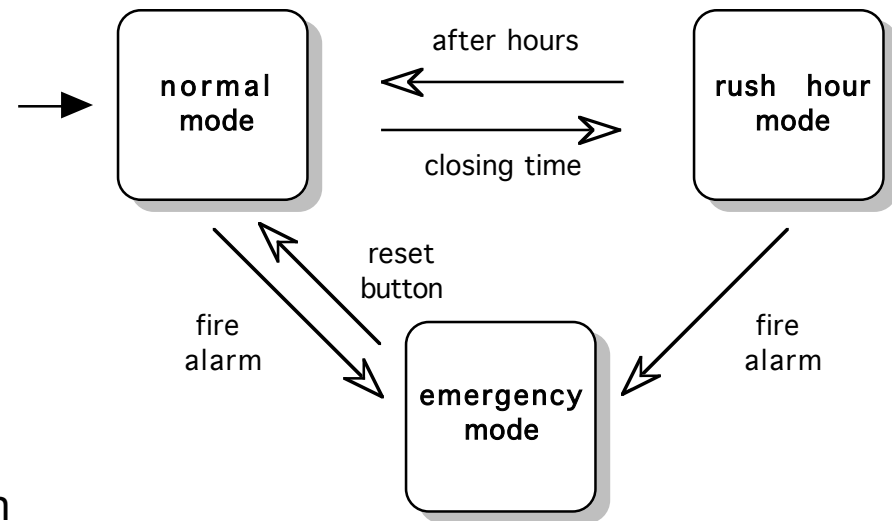 after hours
normal
mode
rush hour
mode
closing time
reset
button
fire
alarm
fire
alarm
emergency
mode